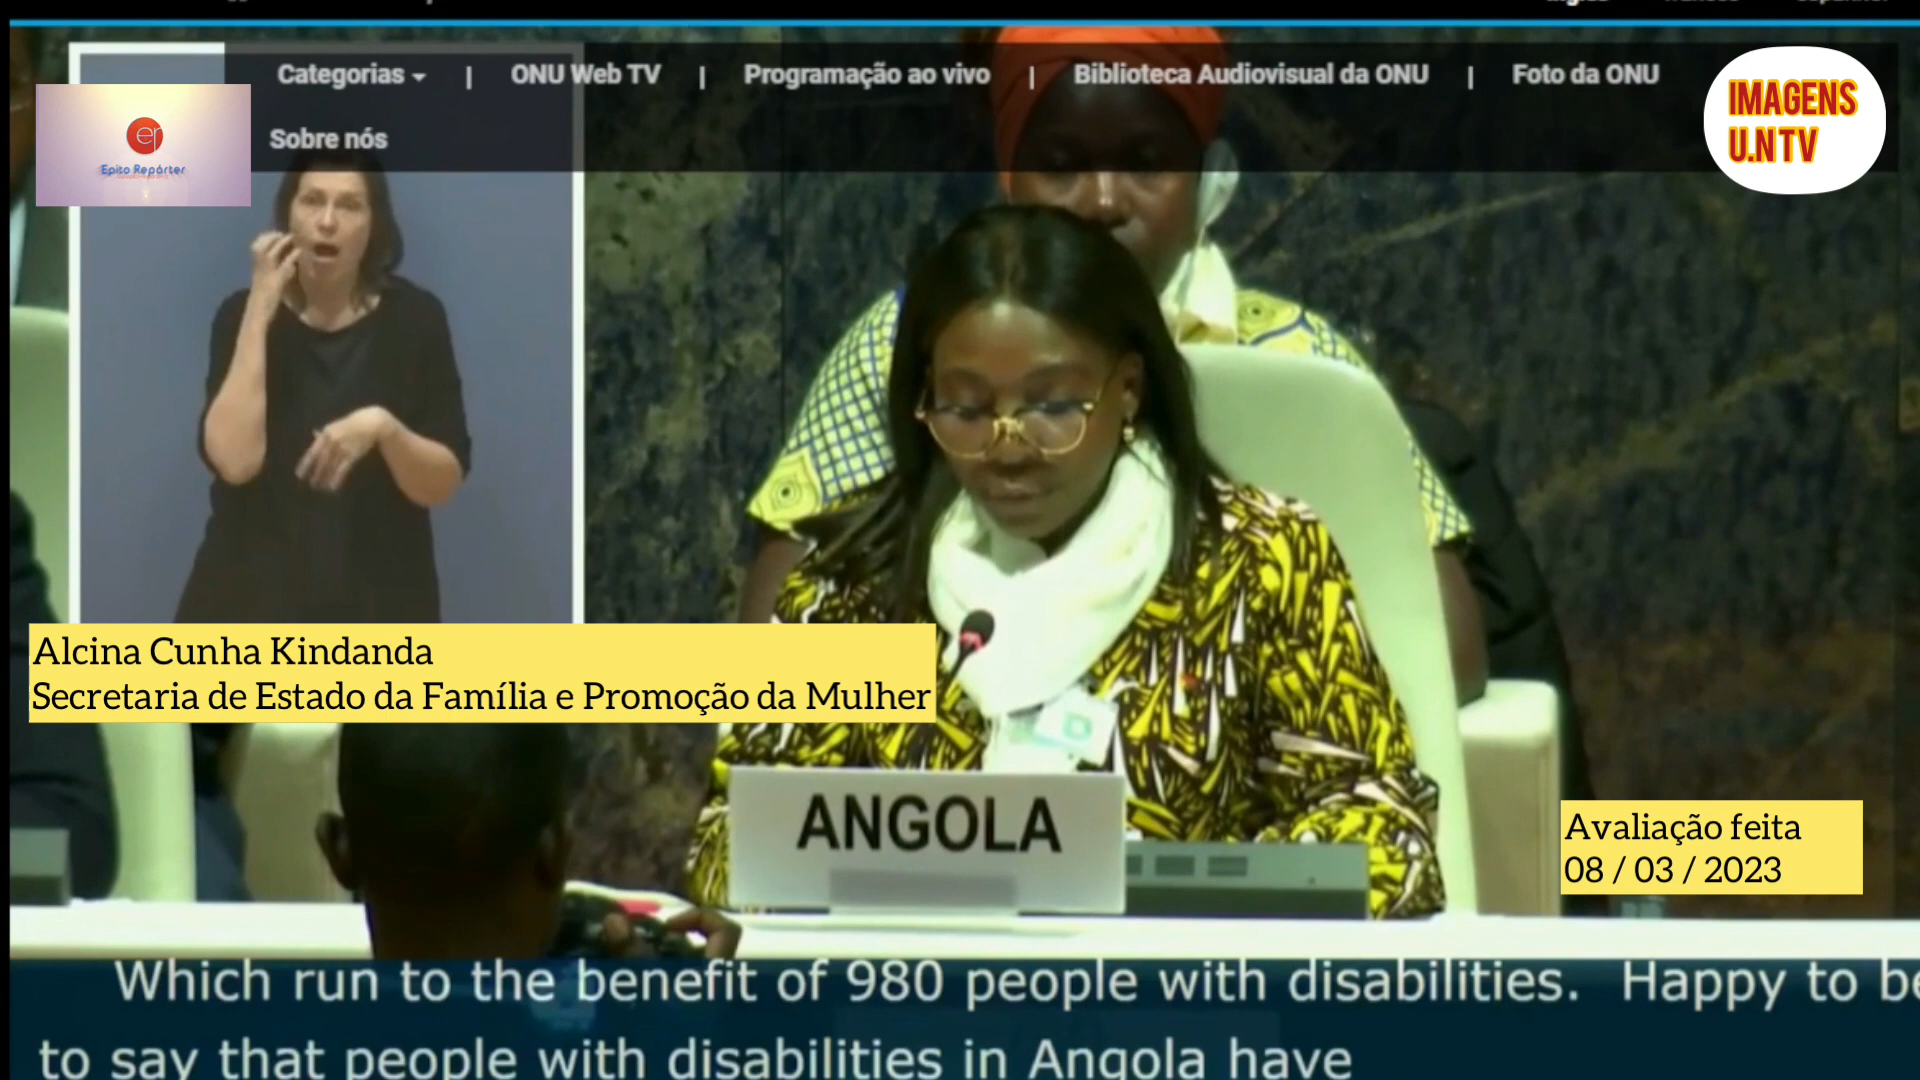 Categorias | ONU Web TV | Programação ao vivo | Biblioteca Audiovisual da ONU | Foto da ONU
Sobre nós
er
Epito Repórter
IMAGENS
U.N TV
Alcina Cunha Kindanda
Secretaria de Estado da Família e Promoção da Mulher
ANGOLA
Avaliação feita
08 / 03 / 2023
Which run to the benefit of 980 people with disabilities. Happy to be
to say that people with disabilities in Angola have